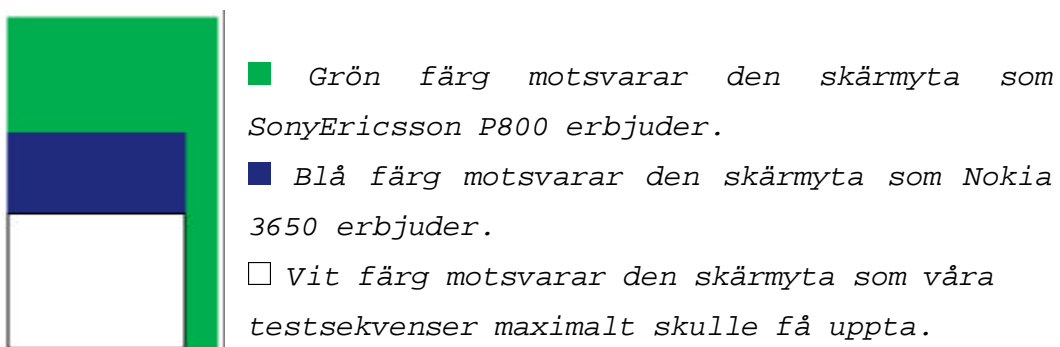 Grön färg motsvarar den skärmyta som
SonyEricsson P800 erbjuder.
Blå färg motsvarar den skärmyta som Nokia
3650 erbjuder.
Vit färg motsvarar den skärmyta som våra
testsekvenser maximalt skulle få uppta.